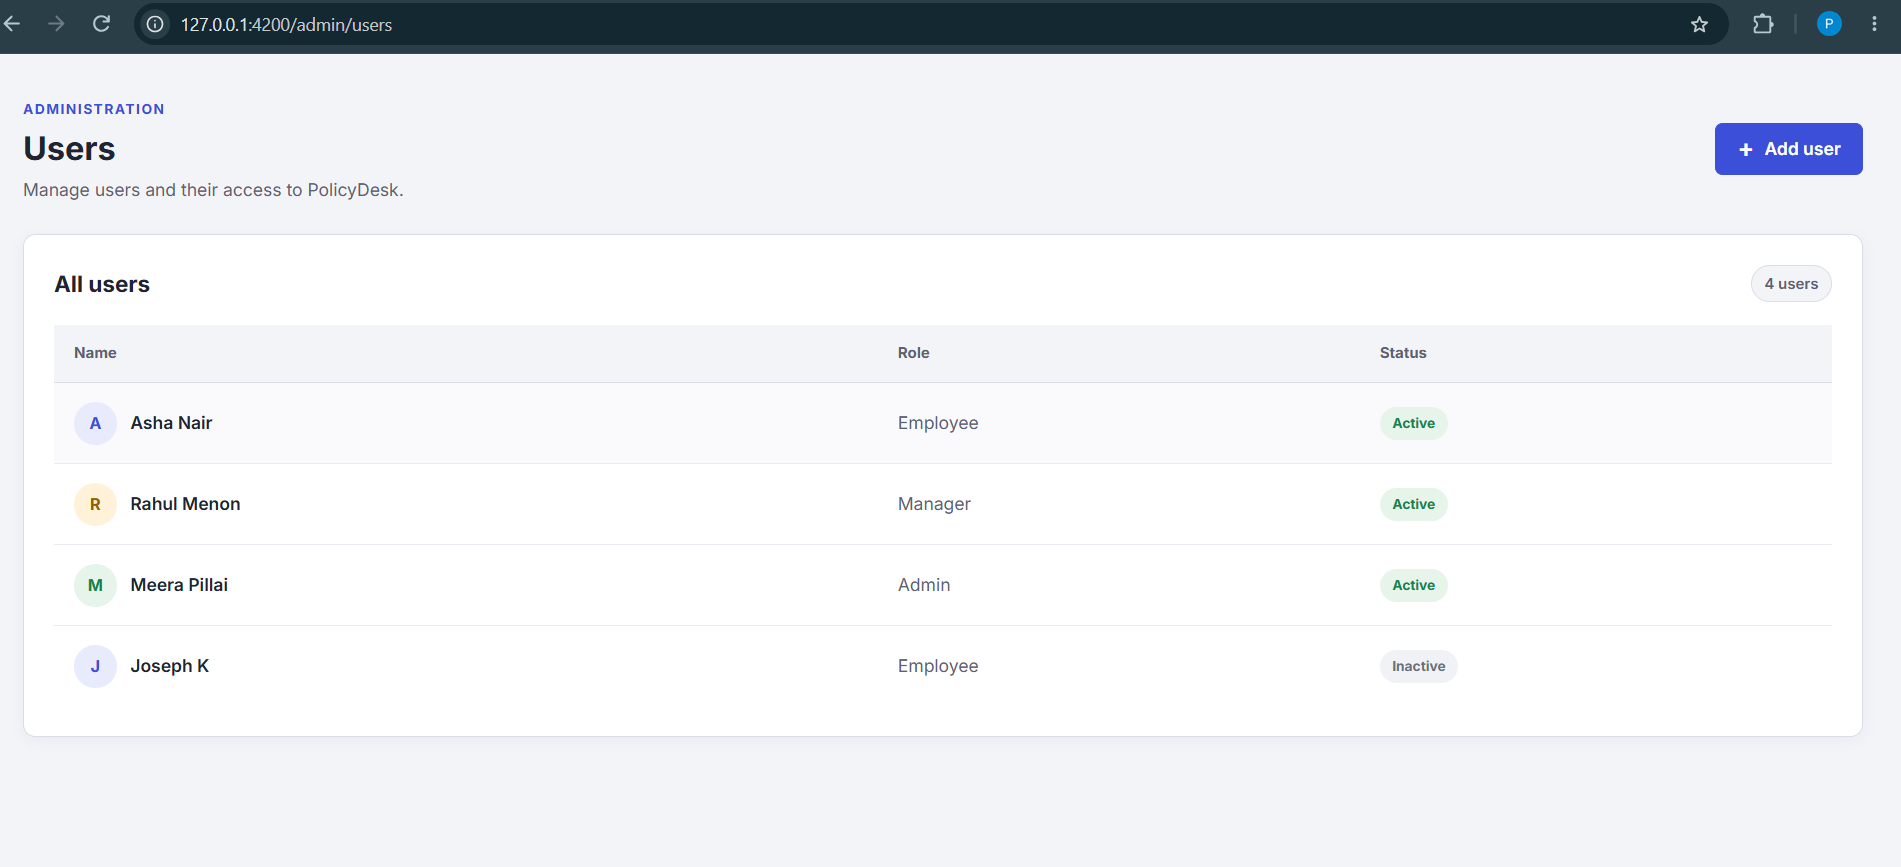 127.0.0.1:4200/admin/users
P
ADMINISTRATION
Users
Manage users and their access to PolicyDesk.
+ Add user
All users
4 users
Name Role Status
A Asha Nair Employee Active
R Rahul Menon Manager Active
M Meera Pillai Admin Active
J Joseph K Employee Inactive